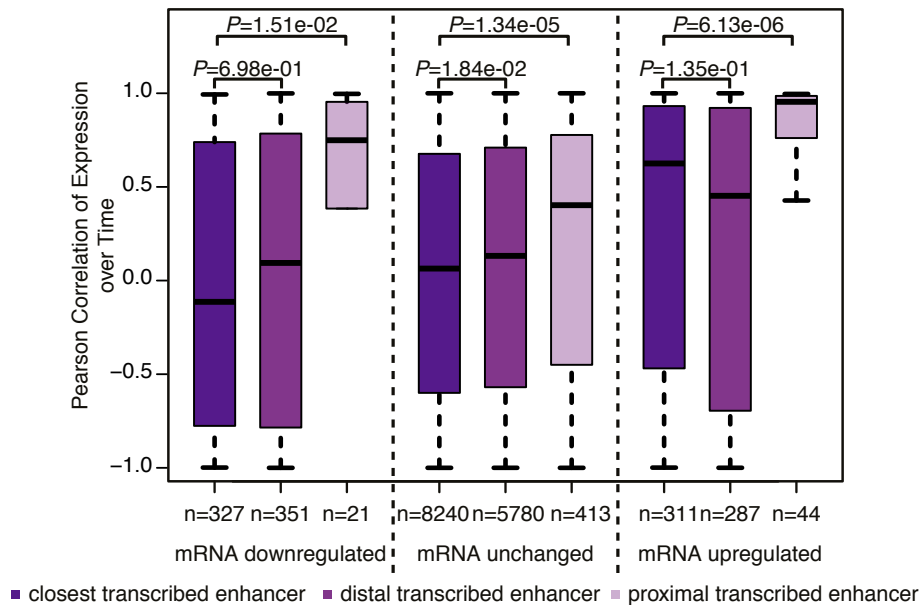 P=1.51e-02
P=1.34e-05
P=6.13e-06
P=6.98e-01
P=1.84e-02
P=1.35e-01
Pearson Correlation of Expression
over Time
1.0
0.5
0.0
−0.5
−1.0
n=327 n=351 n=21 n=8240 n=5780 n=413 n=311 n=287 n=44
mRNA downregulated mRNA unchanged mRNA upregulated
closest transcribed enhancer distal transcribed enhancer proximal transcribed enhancer